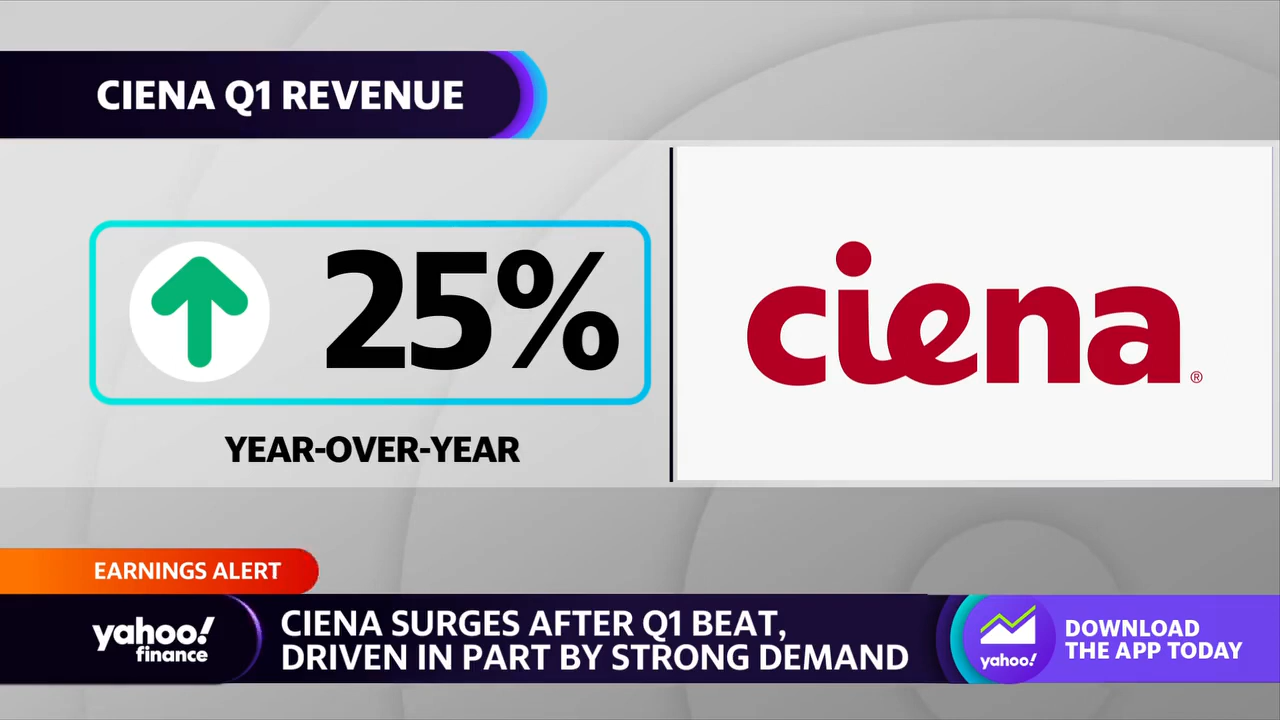 CIENA Q1 REVENUE
25%
YEAR-OVER-YEAR
ciena®
EARNINGS ALERT
yahoo!
finance
CIENA SURGES AFTER Q1 BEAT,
DRIVEN IN PART BY STRONG DEMAND
yahoo!
DOWNLOAD
THE APP TODAY